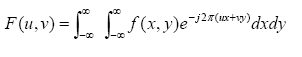 F(u,v) = ∫_{-∞}^{∞} ∫_{-∞}^{∞} f(x,y)e^{-j2π(ux+vy)}dxdy